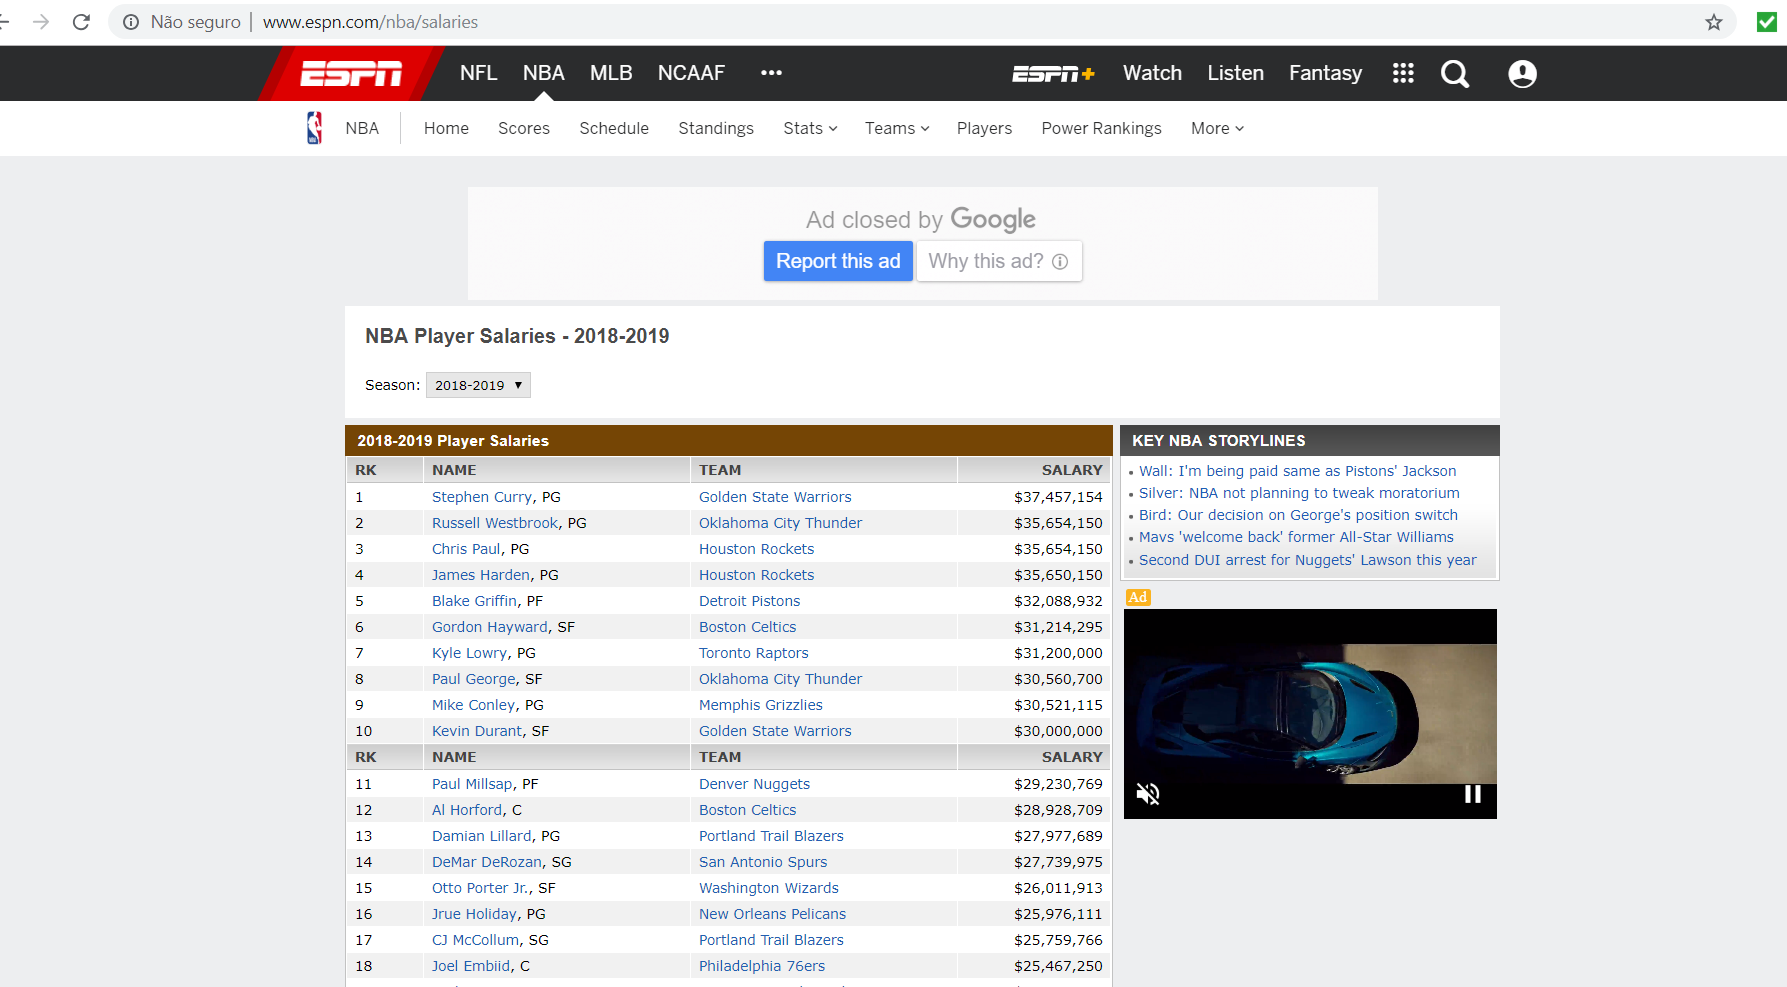 Não seguro | www.espn.com/nba/salaries
ESPN NFL NBA MLB NCAAF ••• ESPN+ Watch Listen Fantasy
NBA Home Scores Schedule Standings Stats Teams Players Power Rankings More
Ad closed by Google
Report this ad Why this ad?
NBA Player Salaries - 2018-2019
Season: 2018-2019
2018-2019 Player Salaries
RK NAME TEAM SALARY
1 Stephen Curry, PG Golden State Warriors $37,457,154
2 Russell Westbrook, PG Oklahoma City Thunder $35,654,150
3 Chris Paul, PG Houston Rockets $35,654,150
4 James Harden, PG Houston Rockets $35,650,150
5 Blake Griffin, PF Detroit Pistons $32,088,932
6 Gordon Hayward, SF Boston Celtics $31,214,295
7 Kyle Lowry, PG Toronto Raptors $31,200,000
8 Paul George, SF Oklahoma City Thunder $30,560,700
9 Mike Conley, PG Memphis Grizzlies $30,521,115
10 Kevin Durant, SF Golden State Warriors $30,000,000
RK NAME TEAM SALARY
11 Paul Millsap, PF Denver Nuggets $29,230,769
12 Al Horford, C Boston Celtics $28,928,709
13 Damian Lillard, PG Portland Trail Blazers $27,977,689
14 DeMar DeRozan, SG San Antonio Spurs $27,739,975
15 Otto Porter Jr., SF Washington Wizards $26,011,913
16 Jrue Holiday, PG New Orleans Pelicans $25,976,111
17 CJ McCollum, SG Portland Trail Blazers $25,759,766
18 Joel Embiid, C Philadelphia 76ers $25,467,250
KEY NBA STORYLINES
• Wall: I'm being paid same as Pistons' Jackson
• Silver: NBA not planning to tweak moratorium
• Bird: Our decision on George's position switch
• Mavs 'welcome back' former All-Star Williams
• Second DUI arrest for Nuggets' Lawson this year
Ad